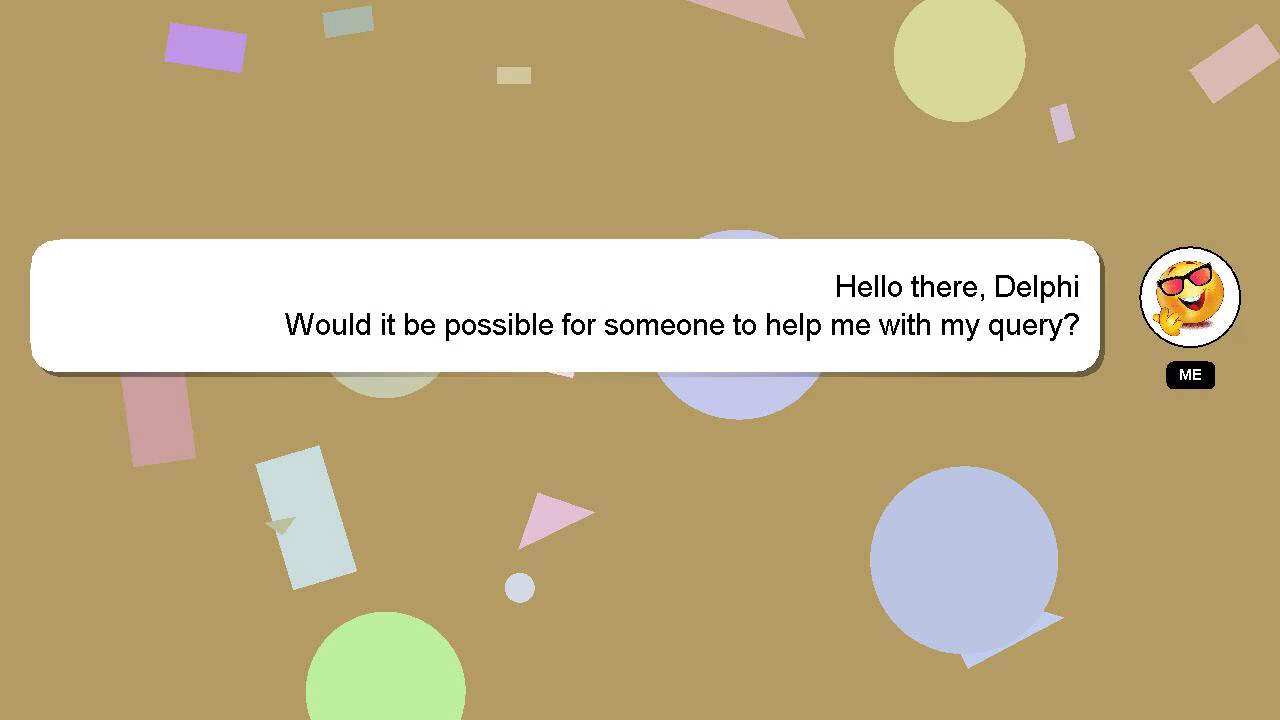 Hello there, Delphi
Would it be possible for someone to help me with my query?
ME